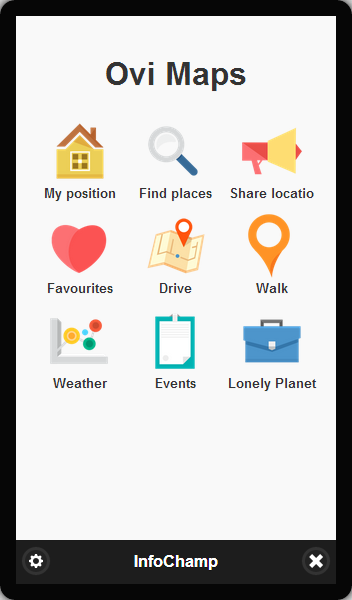 Ovi Maps
My position Find places Share locatio
Favourites Drive Walk
Weather Events Lonely Planet
InfoChamp